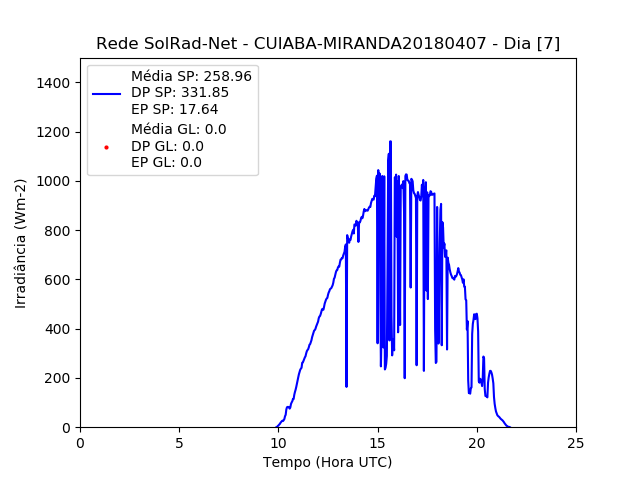 Rede SolRad-Net - CUIABA-MIRANDA20180407 - Dia [7]
Média SP: 258.96
DP SP: 331.85
EP SP: 17.64
Média GL: 0.0
DP GL: 0.0
EP GL: 0.0
Irradiância (Wm-2)
1400
1200
1000
800
600
400
200
0
0 5 10 15 20 25
Tempo (Hora UTC)